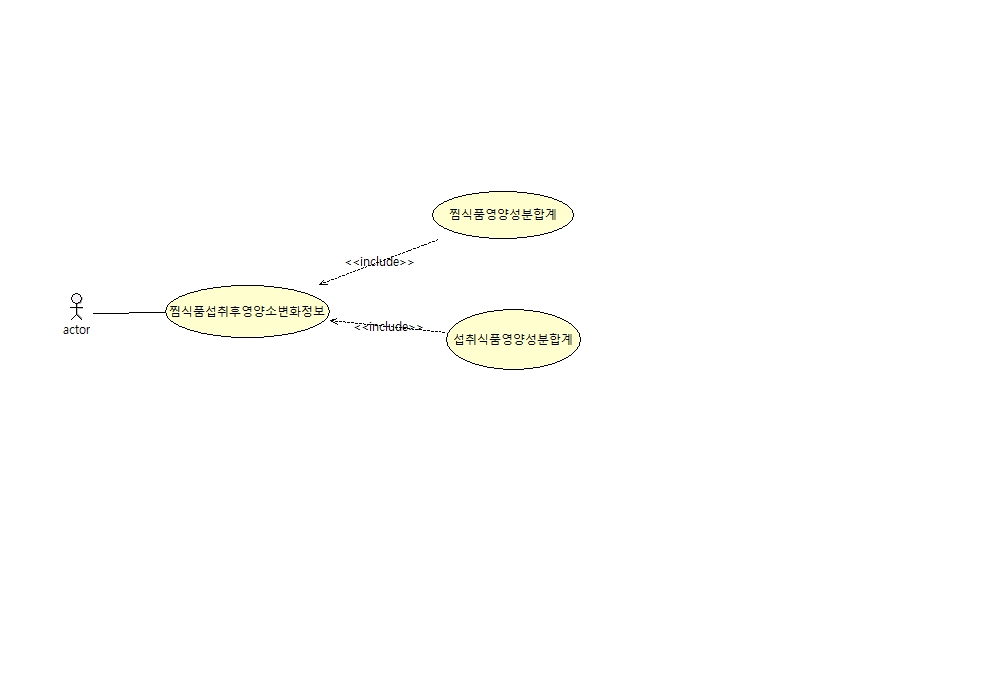 찜식품영양성분합계
<<include>>
찜식품섭취후영양소변화정보
<<include>>
섭취식품영양성분합계
actor